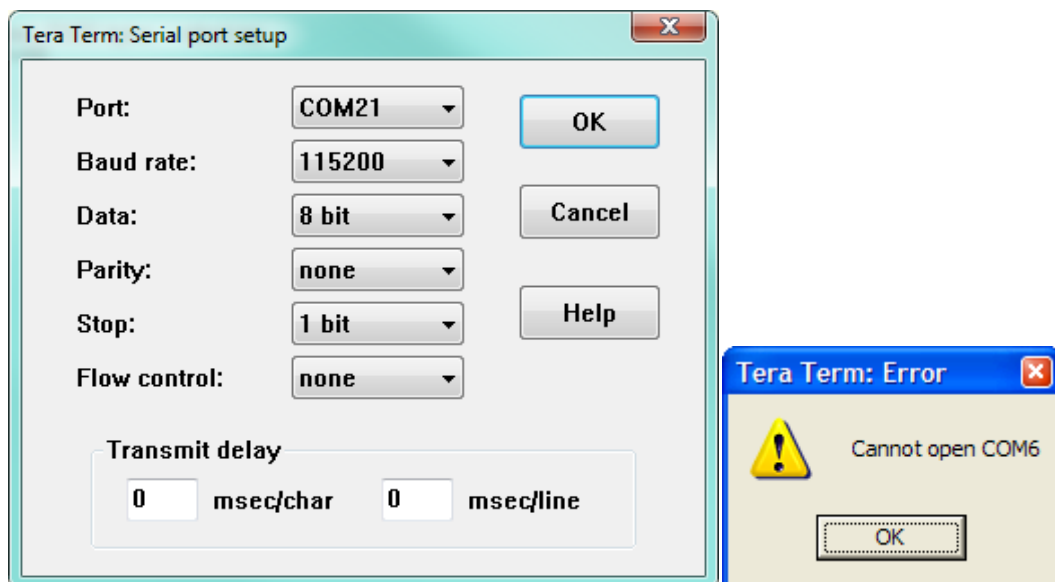 Tera Term: Serial port setup
Port: COM21
OK
Baud rate: 115200
Data: 8 bit
Cancel
Parity: none
Stop: 1 bit
Help
Flow control: none
Transmit delay
0 msec/char 0 msec/line
Tera Term: Error
Cannot open COM6
OK